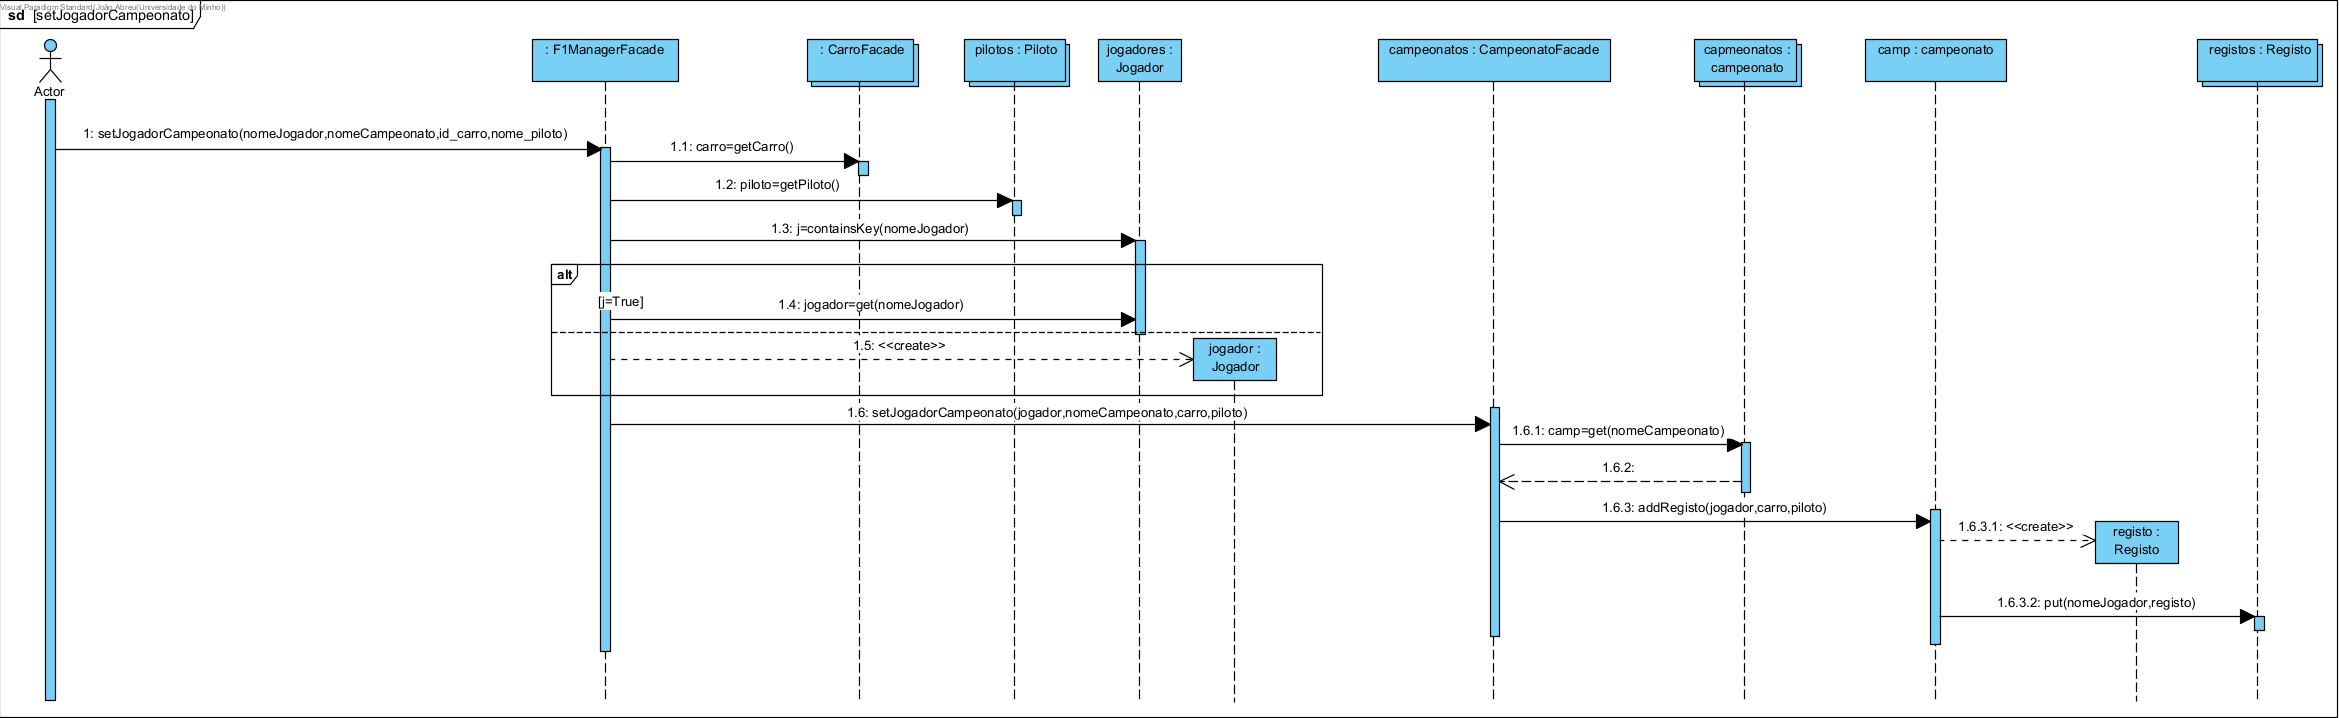 Visual Paradigm Standard(João Abreu(Universidade do Minho))
sd [setJogadorCampeonato]
Actor
: F1ManagerFacade
: CarroFacade
pilotos : Piloto
jogadores :
Jogador
campeonatos : CampeonatoFacade
capmeonatos :
campeonato
camp : campeonato
registos : Registo
1: setJogadorCampeonato(nomeJogador,nomeCampeonato,id_carro,nome_piloto)
1.1: carro=getCarro()
1.2: piloto=getPiloto()
1.3: j=containsKey(nomeJogador)
alt
[j=True]
1.4: jogador=get(nomeJogador)
1.5: <<create>>
jogador :
Jogador
1.6: setJogadorCampeonato(jogador,nomeCampeonato,carro,piloto)
1.6.1: camp=get(nomeCampeonato)
1.6.2:
1.6.3: addRegisto(jogador,carro,piloto)
1.6.3.1: <<create>>
registo :
Registo
1.6.3.2: put(nomeJogador,registo)